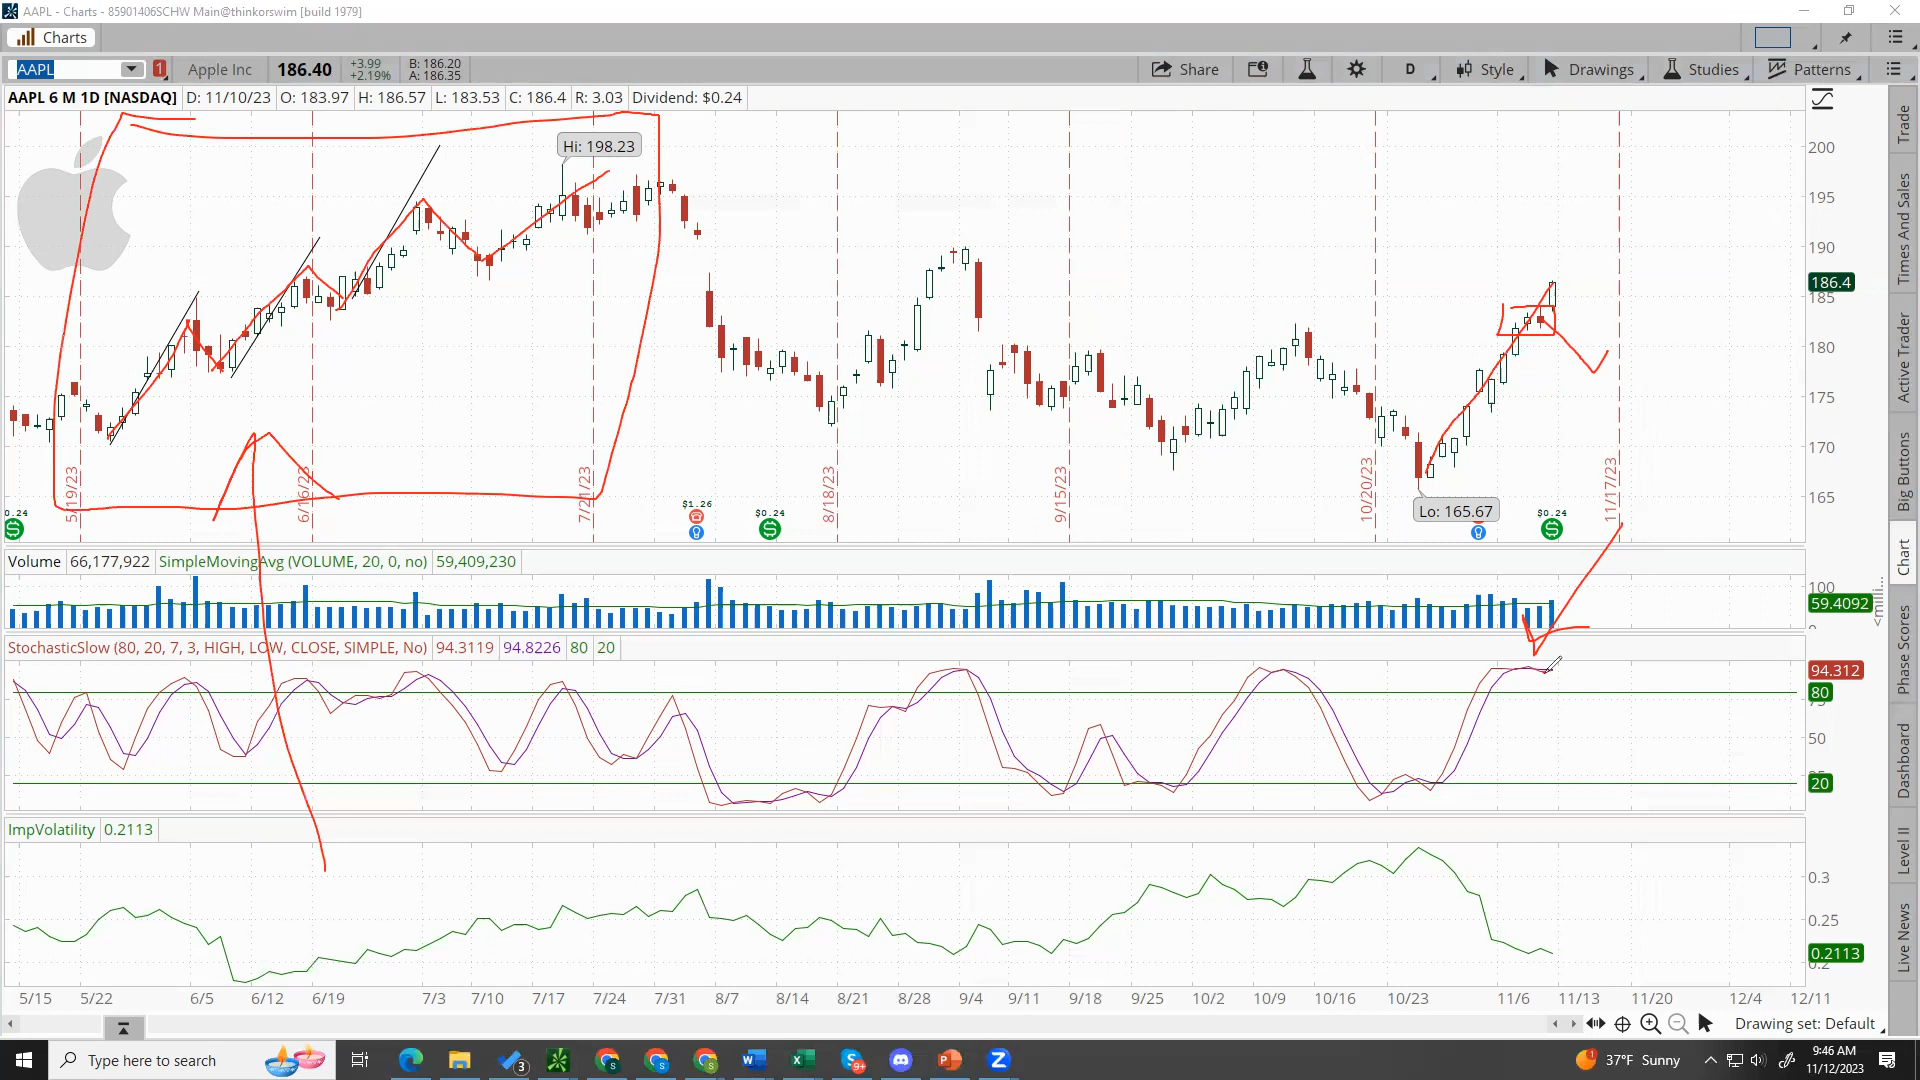 AAPL - Charts - 85901406SCHW Main@thinkorswim [build 1979]
Charts
AAPL 1 Apple Inc 186.40 +3.99 +2.19% B: 186.20 A: 186.35 Share D Style Drawings Studies Patterns
AAPL 6 M 1D [NASDAQ] D: 11/10/23 O: 183.97 H: 186.57 L: 183.53 C: 186.4 R: 3.03 Dividend: $0.24
Hi: 198.23
Lo: 165.67
200
195
190
186.4
185
180
175
170
165
5/19/23 6/16/23 7/21/23 8/18/23 9/15/23 10/20/23 11/17/23
0.24 $1.26 $0.24 $0.24
Volume 66,177,922 SimpleMovingAvg (VOLUME, 20, 0, no) 59,409,230
100
59.4092
StochasticSlow (80, 20, 7, 3, HIGH, LOW, CLOSE, SIMPLE, No) 94.3119 94.8226 80 20
94.312
80
50
20
ImpVolatility 0.2113
0.3
0.25
0.2113
0.2
5/15 5/22 6/5 6/12 6/19 7/3 7/10 7/17 7/24 7/31 8/7 8/14 8/21 8/28 9/4 9/11 9/18 9/25 10/2 10/9 10/16 10/23 11/6 11/13 11/20 12/4 12/11
Drawing set: Default
Trade
Times And Sales
Active Trader
Big Buttons
Chart
Phase Scores
Dashboard
Level II
Live News
Type here to search
3
9+
37°F Sunny
9:46 AM
11/12/2023